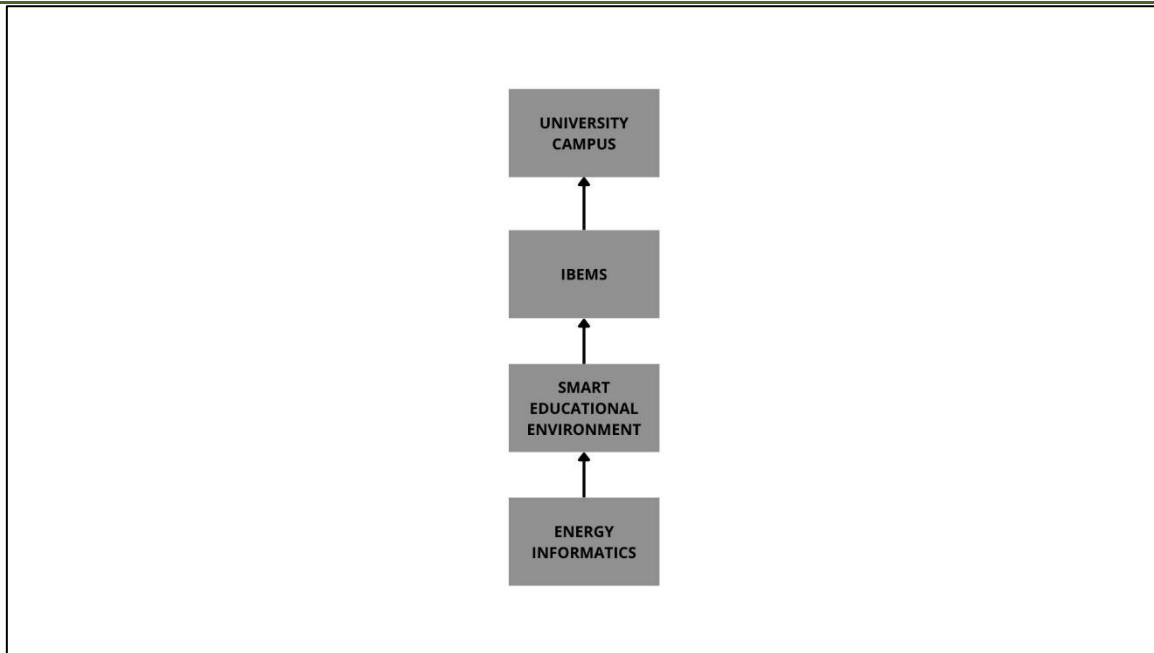 UNIVERSITY
CAMPUS
IBEMS
SMART
EDUCATIONAL
ENVIRONMENT
ENERGY
INFORMATICS